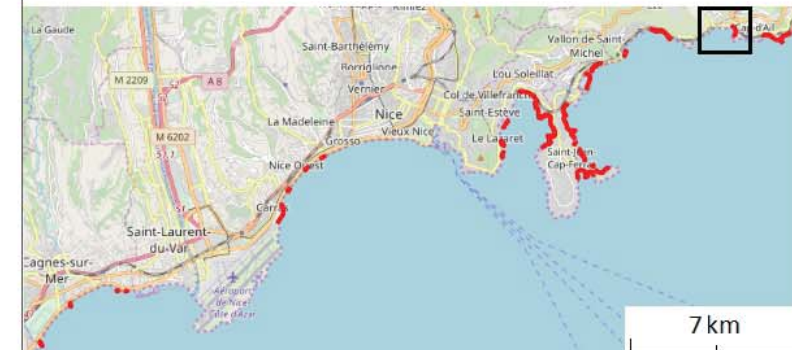 La Gaude
Saint-Barthélemy
Vallon de Saint-
Michel
Borriglione
Lou Soleillat
M 2209
A 8
Vernier
Col de Villefranche
Nice
Saint-Estève
La Madeleine
Vieux Nice
M 6202
Grosso
Le Lazaret
Nice Ouest
Saint-Jean-
Cap-Ferrat
Saint-Laurent-
du-Var
Cagnes-sur-
Mer
Aéroport
de Nice
Côte d'Azur
7 km